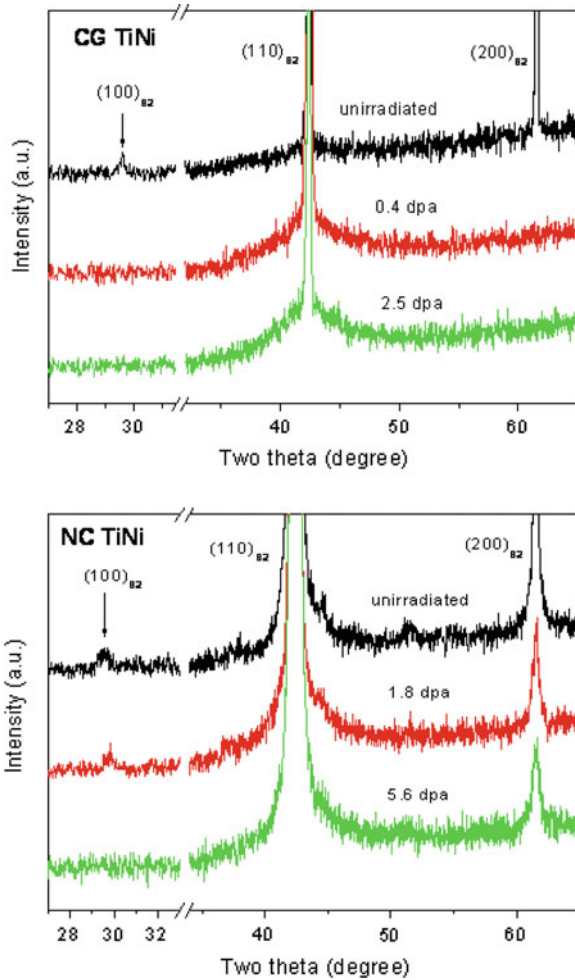 CG TiNi
(110)B2
(200)B2
(100)B2
unirradiated
0.4 dpa
2.5 dpa
Intensity (a.u.)
28 30 40 50 60
Two theta (degree)
NC TiNi
(110)B2
(200)B2
(100)B2
unirradiated
1.8 dpa
5.6 dpa
Intensity (a.u.)
28 30 32 40 50 60
Two theta (degree)